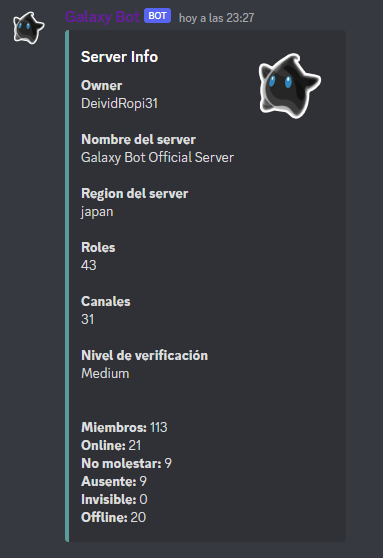 Galaxy Bot BOT hoy a las 23:27
Server Info
Owner
DeividRopi31
Nombre del server
Galaxy Bot Official Server
Region del server
japan
Roles
43
Canales
31
Nivel de verificación
Medium
Miembros: 113
Online: 21
No molestar: 9
Ausente: 9
Invisible: 0
Offline: 20